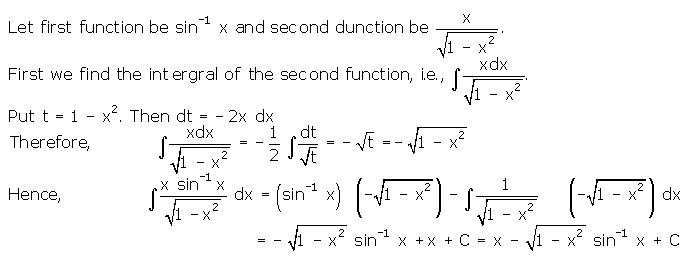 Let first function be sin⁻¹ x and second dunction be x/√(1 − x²).
First we find the intergral of the second function, i.e., ∫ xdx/√(1 − x²).
Put t = 1 − x². Then dt = − 2x dx
Therefore, ∫ xdx/√(1 − x²) = − 1/2 ∫ dt/√t = − √t = − √(1 − x²)
Hence, ∫ x sin⁻¹ x/√(1 − x²) dx = (sin⁻¹ x) (−√(1 − x²)) − ∫ 1/√(1 − x²) (−√(1 − x²)) dx
= − √(1 − x²) sin⁻¹ x + x + C = x − √(1 − x²) sin⁻¹ x + C